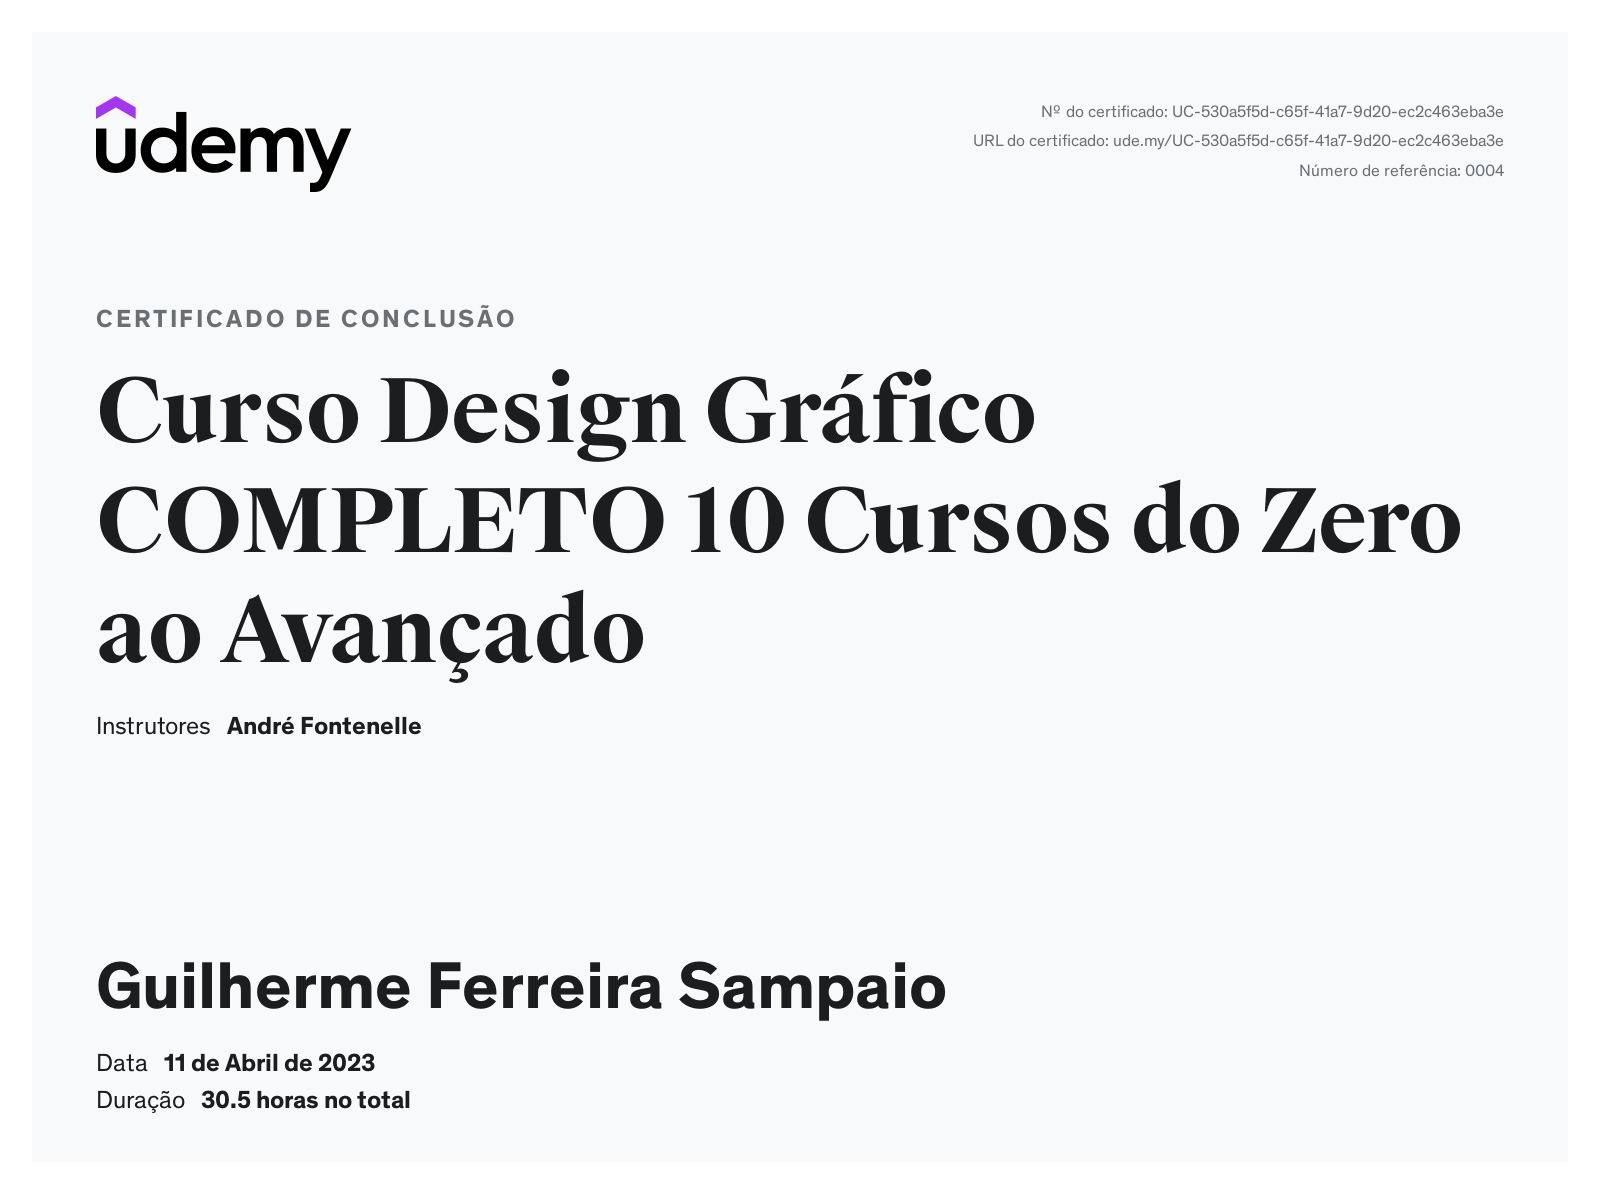 udemy
Nº do certificado: UC-530a5f5d-c65f-41a7-9d20-ec2c463eba3e
URL do certificado: ude.my/UC-530a5f5d-c65f-41a7-9d20-ec2c463eba3e
Número de referência: 0004
CERTIFICADO DE CONCLUSÃO
Curso Design Gráfico
COMPLETO 10 Cursos do Zero
ao Avançado
Instrutores André Fontenelle
Guilherme Ferreira Sampaio
Data 11 de Abril de 2023
Duração 30.5 horas no total